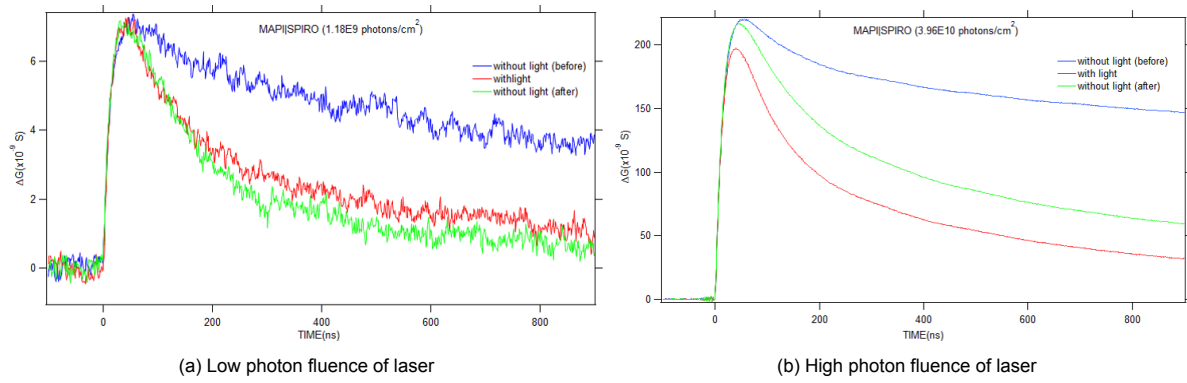 MAPI|SPIRO (1.18E9 photons/cm²)
without light (before)
withlight
without light (after)
6
4
2
0
ΔG(x10⁻⁹ S)
0
200
400
600
800
TIME(ns)
(a) Low photon fluence of laser
MAPI|SPIRO (3.96E10 photons/cm²)
without light (before)
with light
without light (after)
200
150
100
50
0
ΔG(x10⁻⁹ S)
0
200
400
600
800
TIME(ns)
(b) High photon fluence of laser